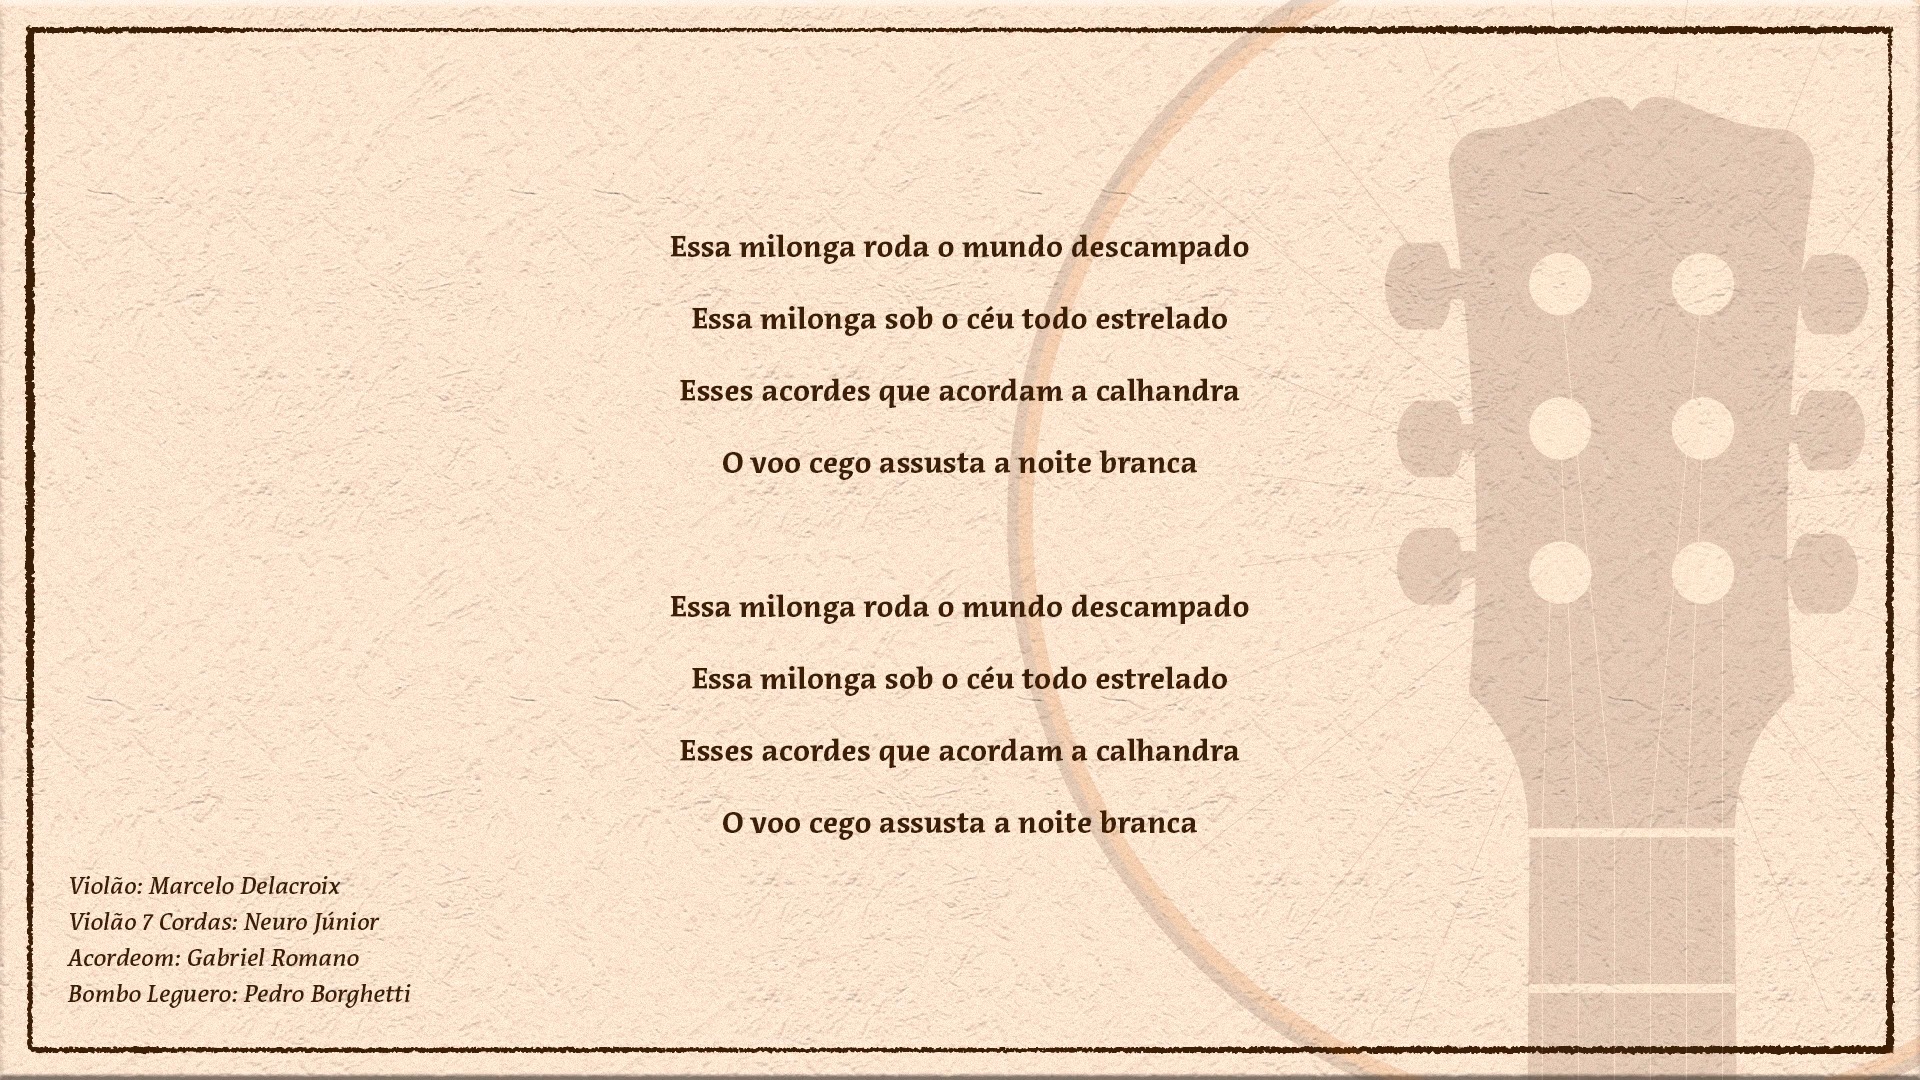 Essa milonga roda o mundo descampado
Essa milonga sob o céu todo estrelado
Esses acordes que acordam a calhandra
O voo cego assusta a noite branca
Essa milonga roda o mundo descampado
Essa milonga sob o céu todo estrelado
Esses acordes que acordam a calhandra
O voo cego assusta a noite branca
Violão: Marcelo Delacroix
Violão 7 Cordas: Neuro Júnior
Acordeom: Gabriel Romano
Bombo Leguero: Pedro Borghetti